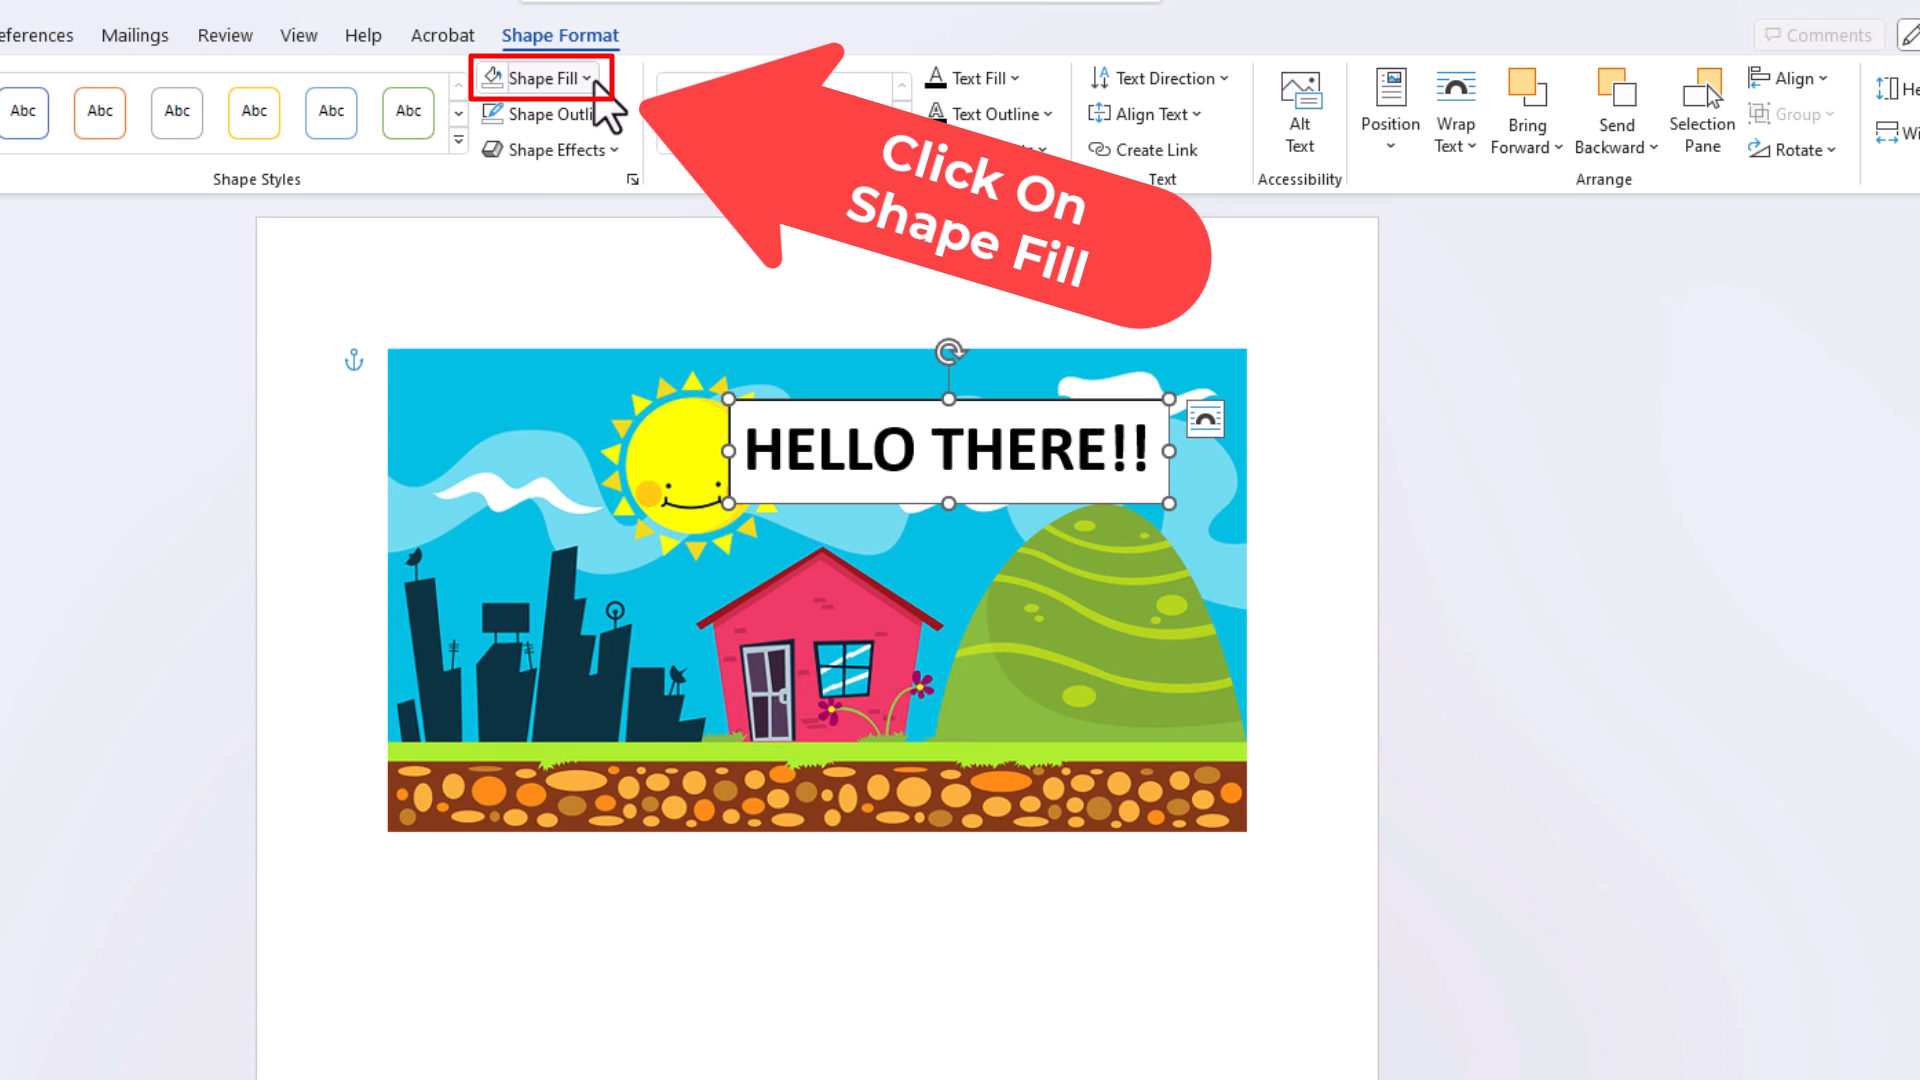 eferences Mailings Review View Help Acrobat Shape Format Comments
Abc Abc Abc Abc Abc Abc
Shape Fill
Shape Outli
Shape Effects
Shape Styles
Text Fill
Text Outline
Text Direction
Align Text
Create Link
Text
Alt
Text
Accessibility
Position
Wrap
Text
Bring
Forward
Send
Backward
Selection
Pane
Align
Group
Rotate
Arrange
He
Wi
Click On
Shape Fill
HELLO THERE!!